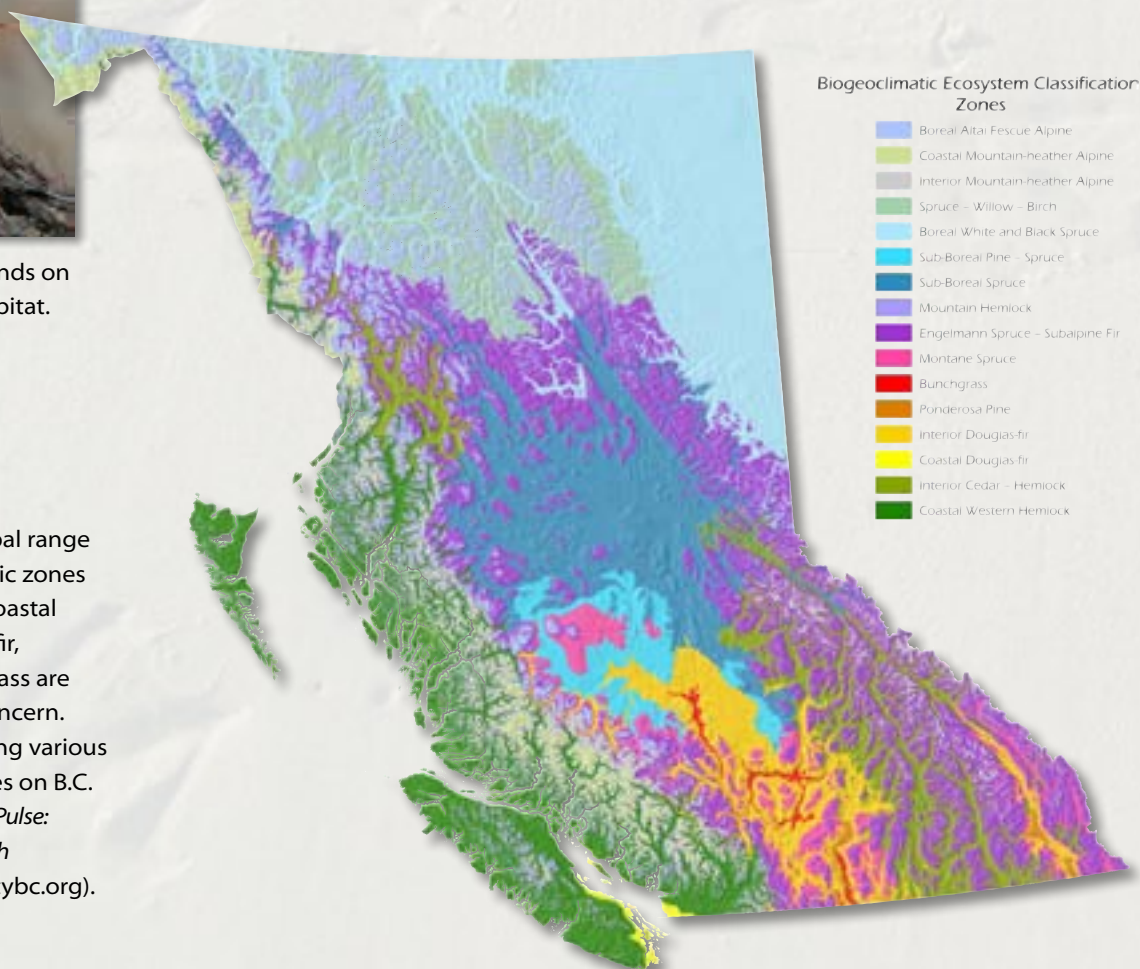 nds on
bitat.
bal range
ic zones
oastal
fir,
ass are
ncern.
ng various
es on B.C.
Pulse:
h
ybc.org).
Biogeoclimatic Ecosystem Classification
Zones
Boreal Altai Fescue Alpine
Coastal Mountain-heather Alpine
Interior Mountain-heather Alpine
Spruce – Willow – Birch
Boreal White and Black Spruce
Sub-Boreal Pine – Spruce
Sub-Boreal Spruce
Mountain Hemlock
Engelmann Spruce – Subalpine Fir
Montane Spruce
Bunchgrass
Ponderosa Pine
Interior Douglas-fir
Coastal Douglas-fir
Interior Cedar – Hemlock
Coastal Western Hemlock